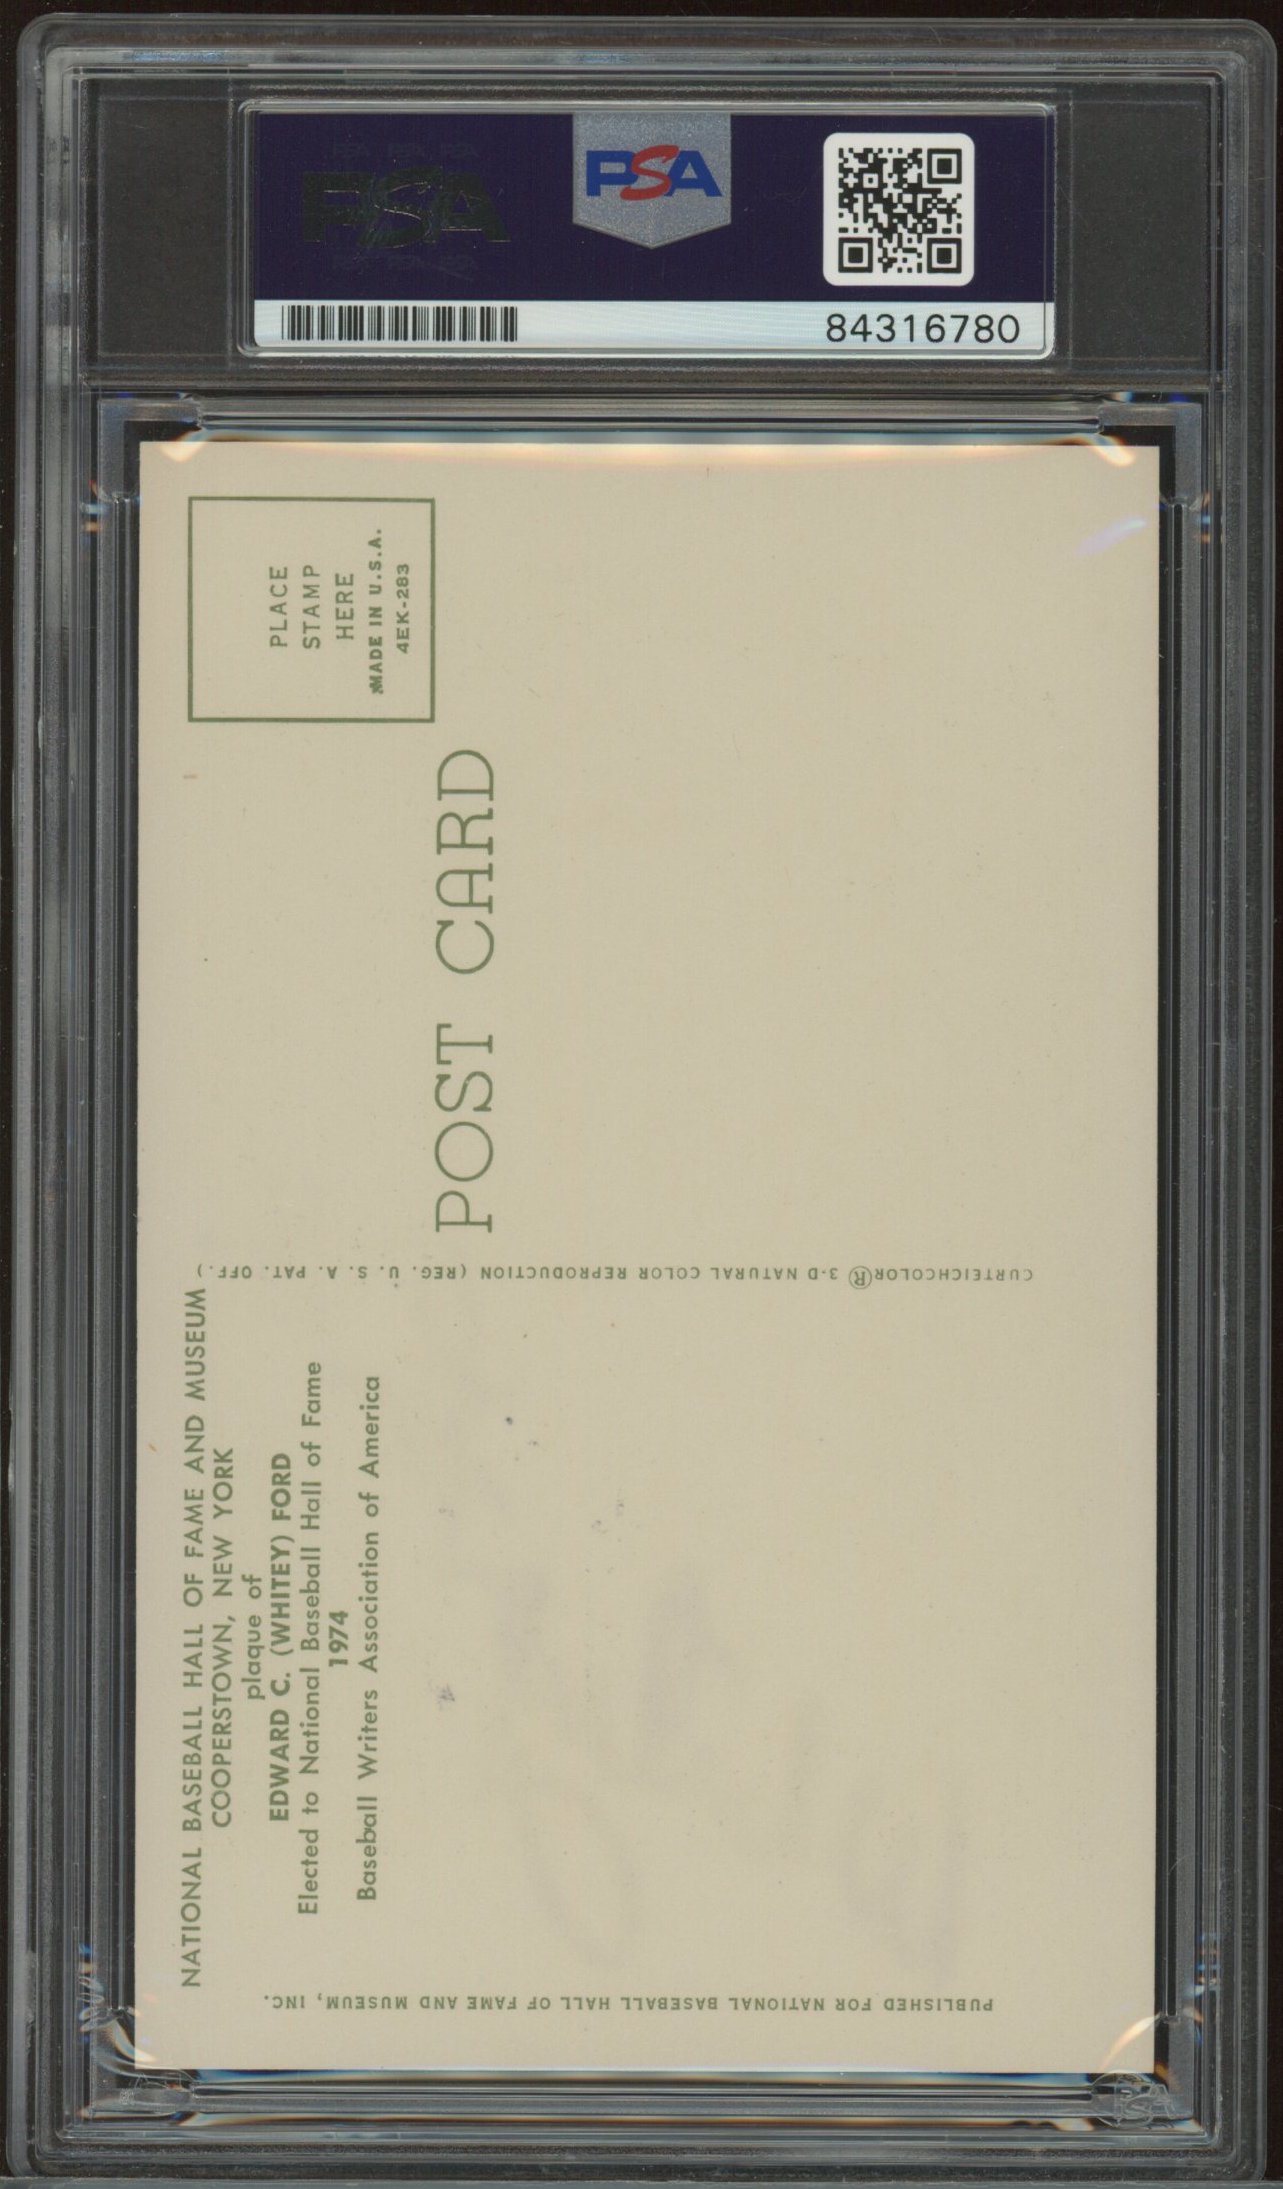 PSA
PSA
84316780
PLACE
STAMP
HERE
MADE IN U.S.A.
4EK-283
POST CARD
CURTEICHCOLOR® 3-D NATURAL COLOR REPRODUCTION (REG. U. S. A. PAT. OFF.)
NATIONAL BASEBALL HALL OF FAME AND MUSEUM
COOPERSTOWN, NEW YORK
plaque of
EDWARD C. (WHITEY) FORD
Elected to National Baseball Hall of Fame
1974
Baseball Writers Association of America
PUBLISHED FOR NATIONAL BASEBALL HALL OF FAME AND MUSEUM, INC.
PSA